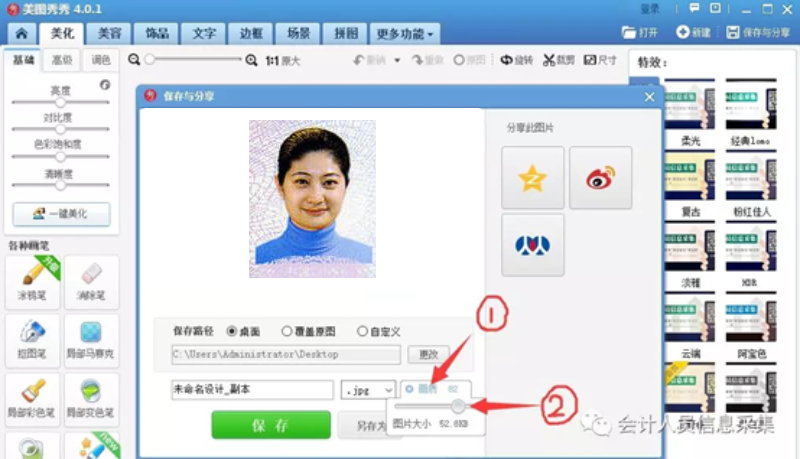 美图秀秀 4.0.1
登录
美化 美容 饰品 文字 边框 场景 拼图 更多功能
打开 新建 保存与分享
基础 高级 调色
1:1 原大 撤销 重做 原图 旋转 裁剪 尺寸
特效:
亮度
对比度
色彩饱和度
清晰度
一键美化
各种画笔
升级
涂鸦笔 消除笔
抠图笔 局部马赛克
局部彩色笔 局部变色笔
new
保存与分享
分享此图片
保存路径 桌面 覆盖原图 自定义
C:\Users\Administrator\Desktop 更改
未命名设计_副本 .jpg 画质 82
保 存 另存为
图片大小 52.8KB
1
2
柔光 经典lomo
复古 粉红佳人
淡雅 HDR
云端 阿宝色
会计人员信息采集